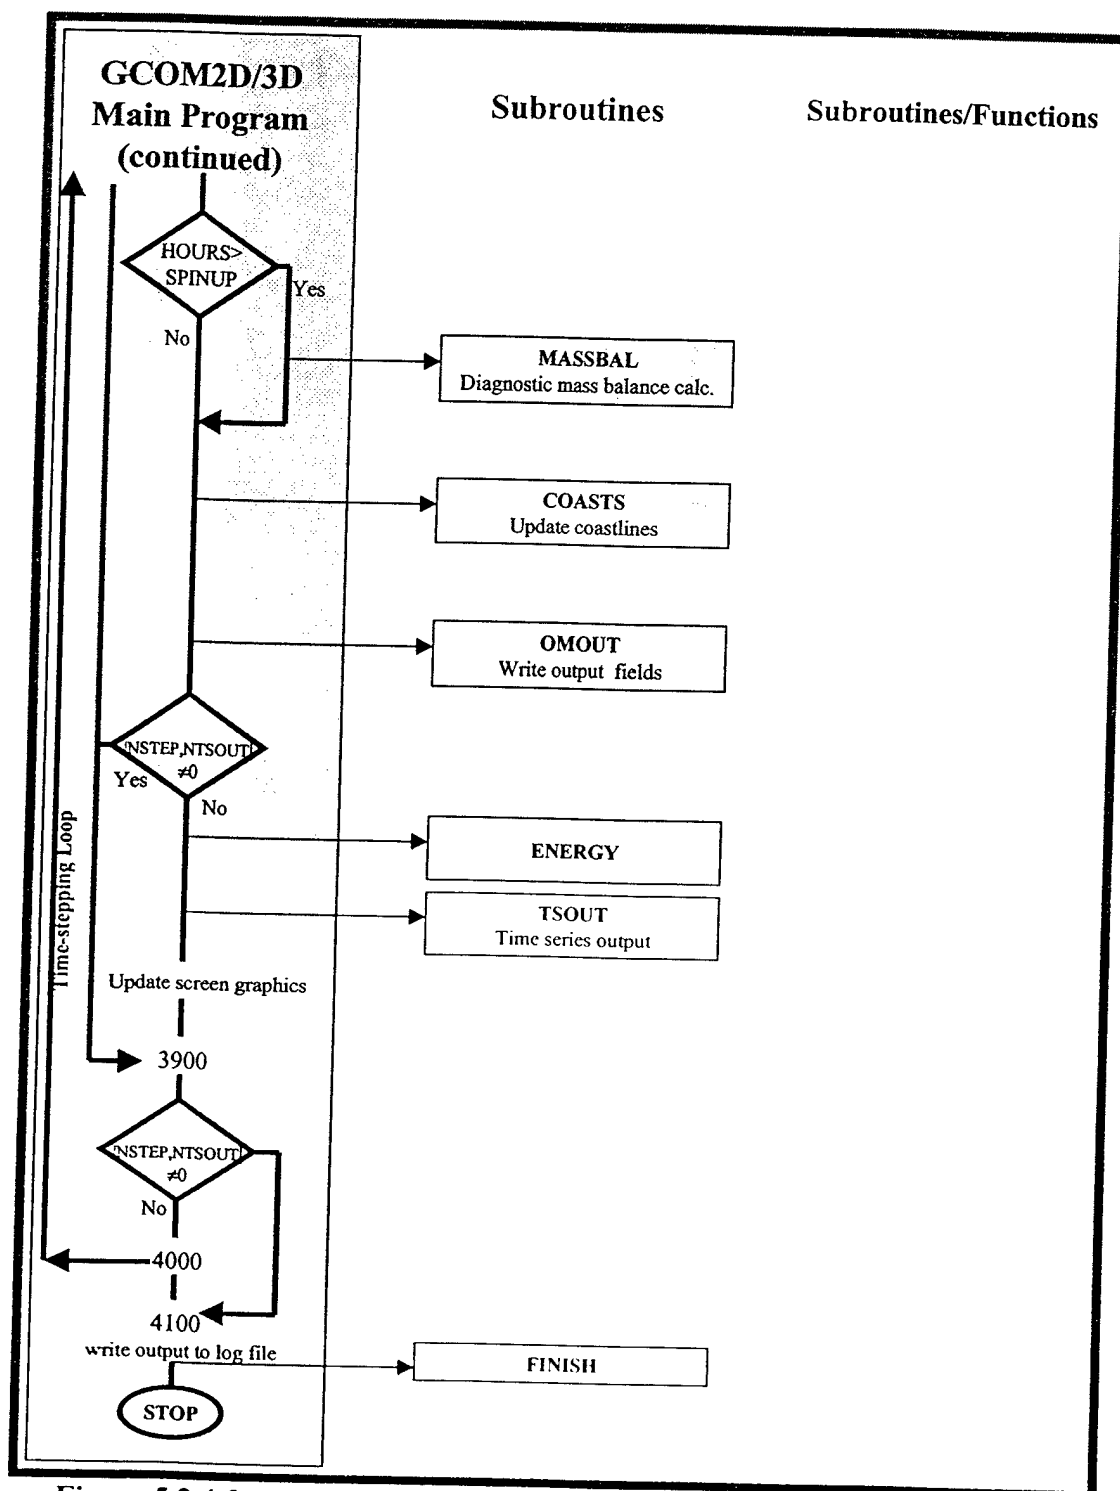 GCOM2D/3D
Main Program
(continued)
Subroutines
Subroutines/Functions
HOURS>
SPINUP
Yes
No
MASSBAL
Diagnostic mass balance calc.
COASTS
Update coastlines
OMOUT
Write output fields
NSTEP,NTSOUT
≠0
Yes
No
ENERGY
TSOUT
Time series output
Time-stepping Loop
Update screen graphics
3900
NSTEP,NTSOUT
≠0
No
4000
4100
write output to log file
FINISH
STOP